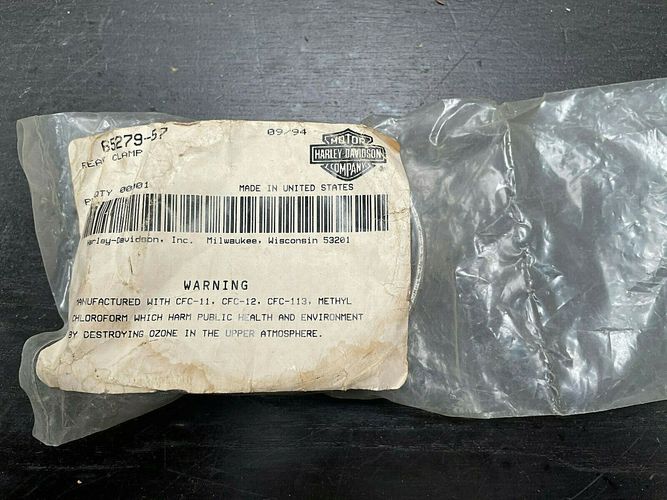 65279-57
REAR CLAMP
09/94
MOTOR
HARLEY-DAVIDSON
COMPANY
QTY 00/01
MADE IN UNITED STATES
Harley-Davidson, Inc. Milwaukee, Wisconsin 53201
WARNING
MANUFACTURED WITH CFC-11, CFC-12, CFC-113, METHYL
CHLOROFORM WHICH HARM PUBLIC HEALTH AND ENVIRONMENT
BY DESTROYING OZONE IN THE UPPER ATMOSPHERE.